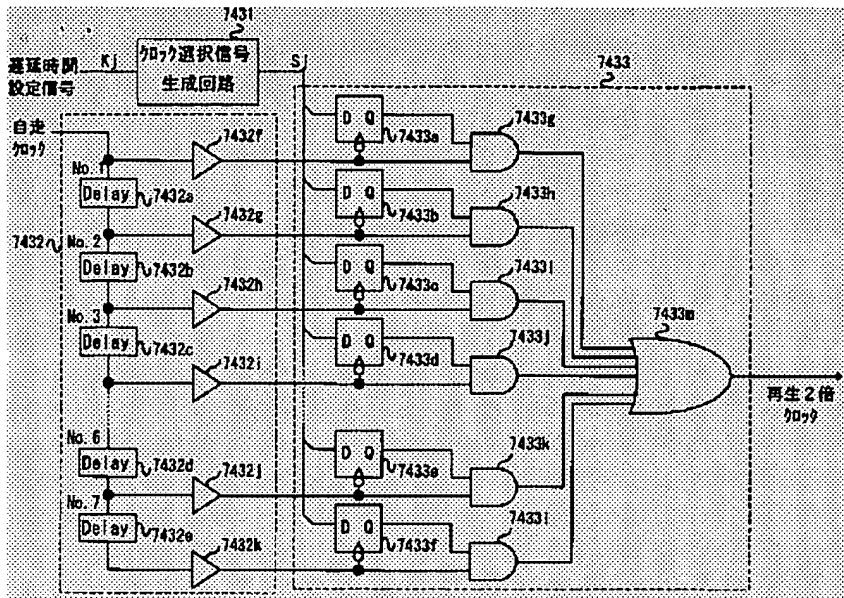 7431
遅延時間
設定信号
Kj
クロック選択信号
生成回路
Sj
7433
自走
クロック
7432f
D Q
7433a
7433g
No.1
Delay
7432a
7432g
D Q
7433b
7433h
7432
No.2
Delay
7432b
7432h
D Q
7433c
7433i
No.3
Delay
7432c
7432i
D Q
7433d
7433j
7433m
再生2倍
クロック
No.6
Delay
7432d
7432j
D Q
7433e
7433k
No.7
Delay
7432e
7432k
D Q
7433f
7433l